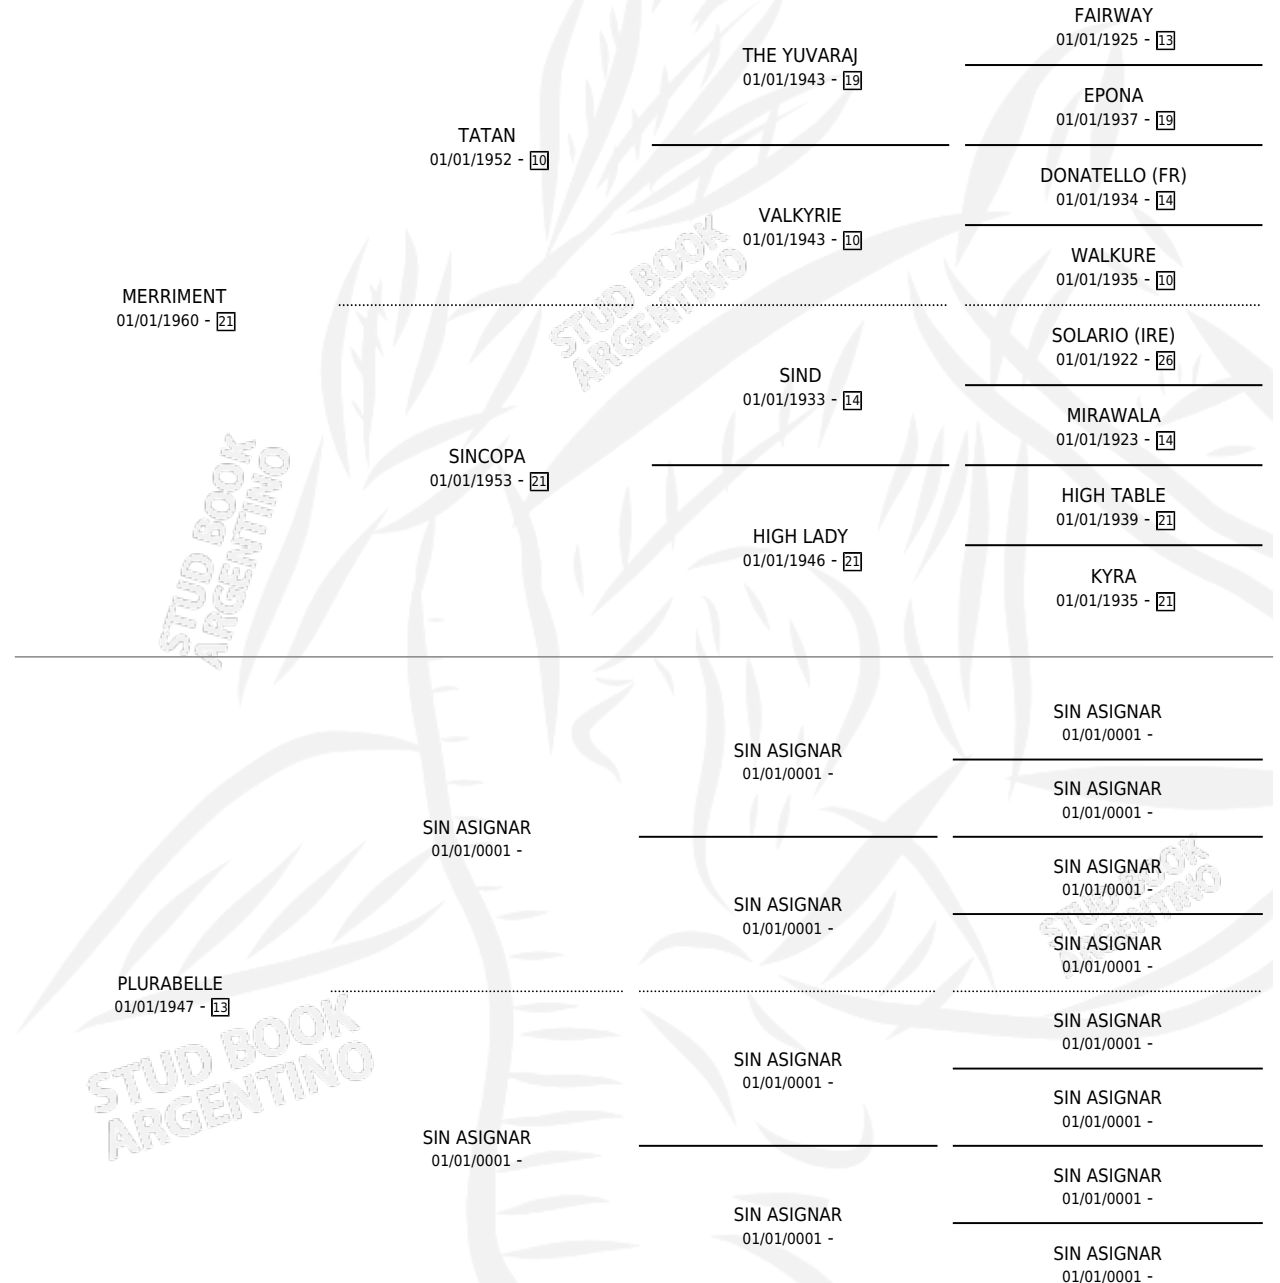 FAIRWAY
01/01/1925 - 13
THE YUVARAJ
01/01/1943 - 19
EPONA
01/01/1937 - 19
TATAN
01/01/1952 - 10
DONATELLO (FR)
01/01/1934 - 14
VALKYRIE
01/01/1943 - 10
WALKURE
01/01/1935 - 10
MERRIMENT
01/01/1960 - 21
STUD BOOK
ARGENTINO
SOLARIO (IRE)
01/01/1922 - 26
SIND
01/01/1933 - 14
MIRAWALA
01/01/1923 - 14
SINCOPA
01/01/1953 - 21
HIGH TABLE
01/01/1939 - 21
HIGH LADY
01/01/1946 - 21
KYRA
01/01/1935 - 21
STUD BOOK
ARGENTINO
SIN ASIGNAR
01/01/0001 -
SIN ASIGNAR
01/01/0001 -
SIN ASIGNAR
01/01/0001 -
SIN ASIGNAR
01/01/0001 -
SIN ASIGNAR
01/01/0001 -
SIN ASIGNAR
01/01/0001 -
SIN ASIGNAR
01/01/0001 -
STUD BOOK
ARGENTINO
PLURABELLE
01/01/1947 - 13
SIN ASIGNAR
01/01/0001 -
SIN ASIGNAR
01/01/0001 -
SIN ASIGNAR
01/01/0001 -
STUD BOOK
ARGENTINO
SIN ASIGNAR
01/01/0001 -
SIN ASIGNAR
01/01/0001 -
SIN ASIGNAR
01/01/0001 -
SIN ASIGNAR
01/01/0001 -